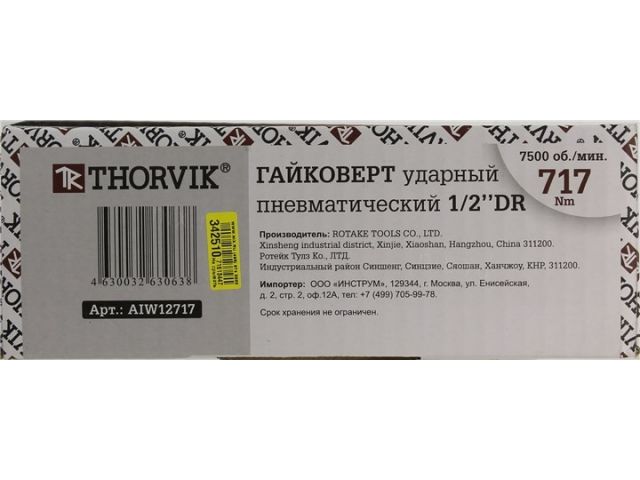 THORVIK®
4630032630638
342510
Арт.: AIW12717
ГАЙКОВЕРТ ударный
пневматический 1/2''DR
7500 об./мин.
717
Nm
Производитель: ROTAKE TOOLS CO., LTD.
Xinsheng industrial district, Xinjie, Xiaoshan, Hangzhou, China 311200.
Ротейк Тулз Ко., ЛТД.
Индустриальный район Синшенг, Синцзие, Сяошан, Ханчжоу, КНР, 311200.
Импортер: ООО «ИНСТРУМ», 129344, г. Москва, ул. Енисейская,
д. 2, стр. 2, оф.12А, тел: +7 (499) 705-99-78.
Срок хранения не ограничен.